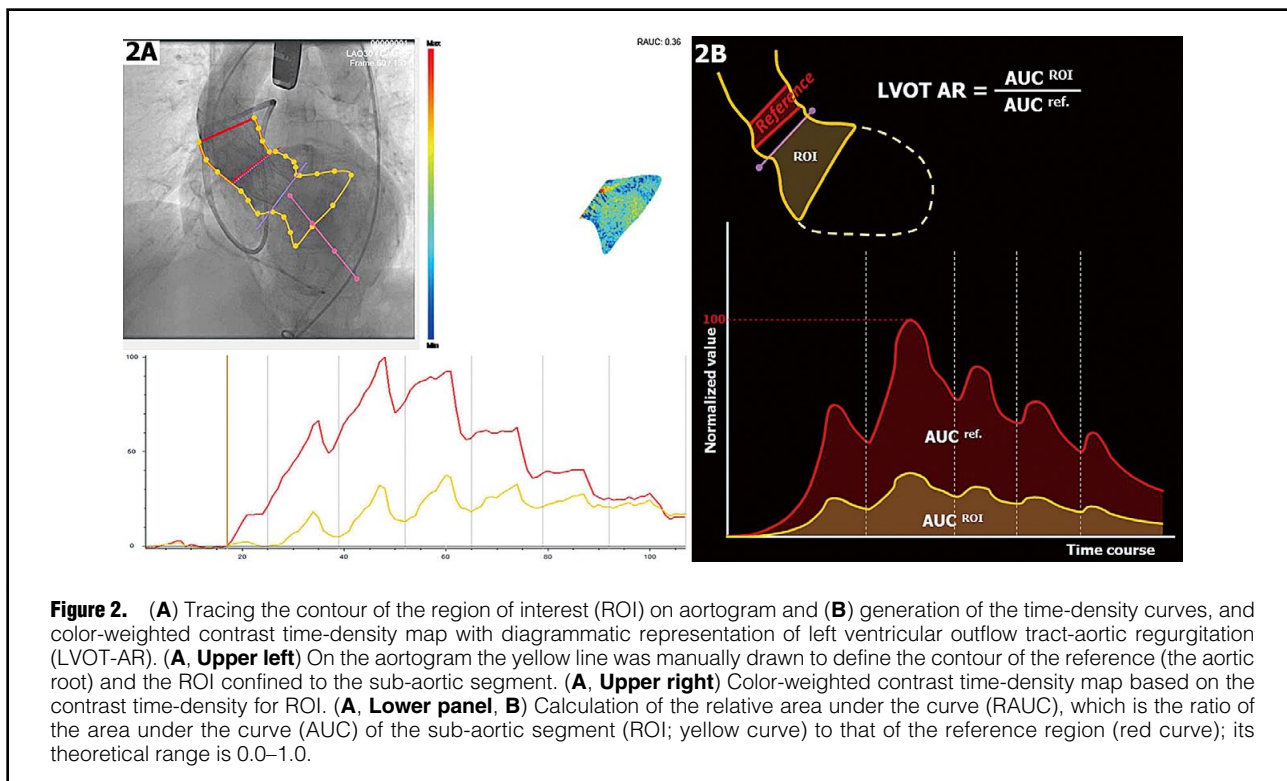 2A
LAO30
Frame 60 /
Max
Min
RAUC: 0.36
100
50
0
20
40
60
80
100
2B
Reference
ROI
LVOT AR = AUC ROI
AUC ref.
100
Normalized value
AUC ref.
AUC ROI
Time course
Figure 2. (A) Tracing the contour of the region of interest (ROI) on aortogram and (B) generation of the time-density curves, and
color-weighted contrast time-density map with diagrammatic representation of left ventricular outflow tract-aortic regurgitation
(LVOT-AR). (A, Upper left) On the aortogram the yellow line was manually drawn to define the contour of the reference (the aortic
root) and the ROI confined to the sub-aortic segment. (A, Upper right) Color-weighted contrast time-density map based on the
contrast time-density for ROI. (A, Lower panel, B) Calculation of the relative area under the curve (RAUC), which is the ratio of
the area under the curve (AUC) of the sub-aortic segment (ROI; yellow curve) to that of the reference region (red curve); its
theoretical range is 0.0–1.0.